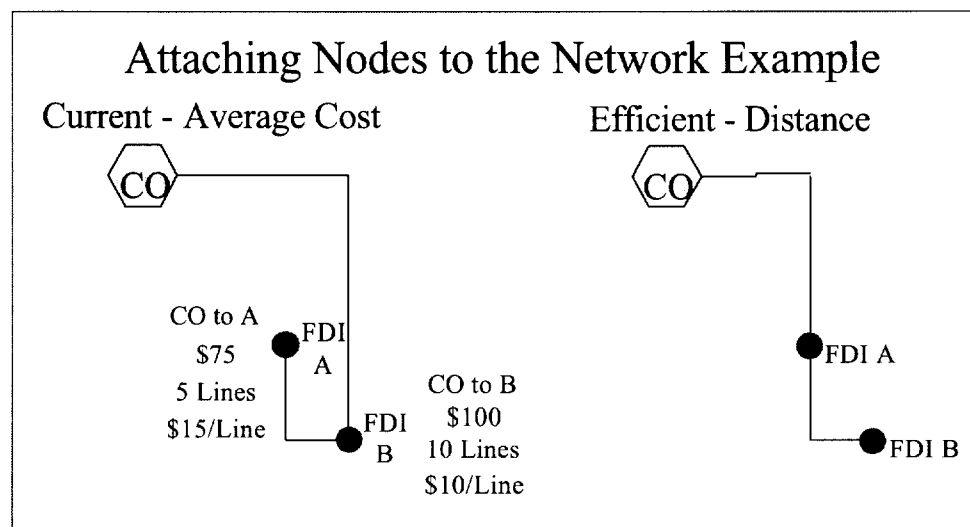 Attaching Nodes to the Network Example
Current - Average Cost
CO
CO to A
$75
5 Lines
$15/Line
FDI
A
FDI
B
CO to B
$100
10 Lines
$10/Line
Efficient - Distance
CO
FDI A
FDI B